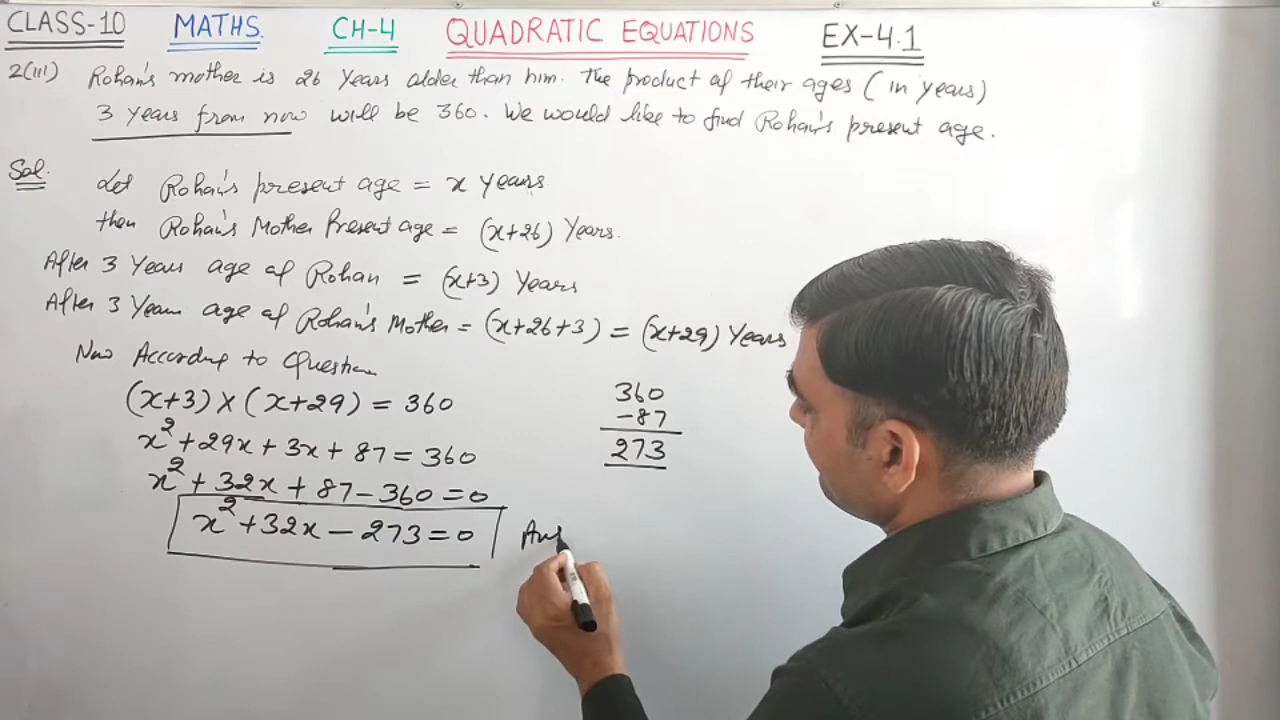 CLASS-10 MATHS. CH-4 QUADRATIC EQUATIONS EX-4.1
2(iii) Rohan's mother is 26 years older than him. The product of their ages (in years)
3 years from now will be 360. We would like to find Rohan's present age.
Sol. Let Rohan's present age = x years
then Rohan's Mother Present age = (x+26) Years.
After 3 Years age of Rohan = (x+3) Years
After 3 Years age of Rohan's Mother = (x+26+3) = (x+29) Years
Now According to Question
(x+3) × (x+29) = 360
x²+29x+3x+87=360
x²+32x+87-360=0
x²+32x-273=0 Ans
360
-87
273